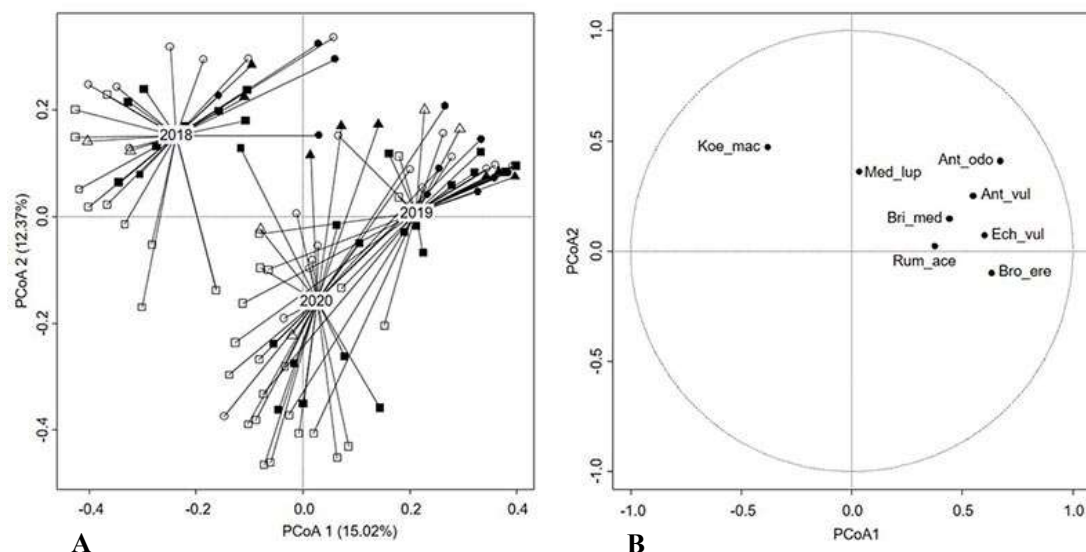 2018
2019
2020
PCoA 2 (12.37%)
0.2
0.0
-0.2
-0.4
-0.4
-0.2
0.0
0.2
0.4
PCoA 1 (15.02%)
A
Koe_mac
Med_lup
Ant_odo
Ant_vul
Bri_med
Ech_vul
Rum_ace
Bro_ere
PCoA2
1.0
0.5
0.0
-0.5
-1.0
-1.0
-0.5
0.0
0.5
1.0
PCoA1
B